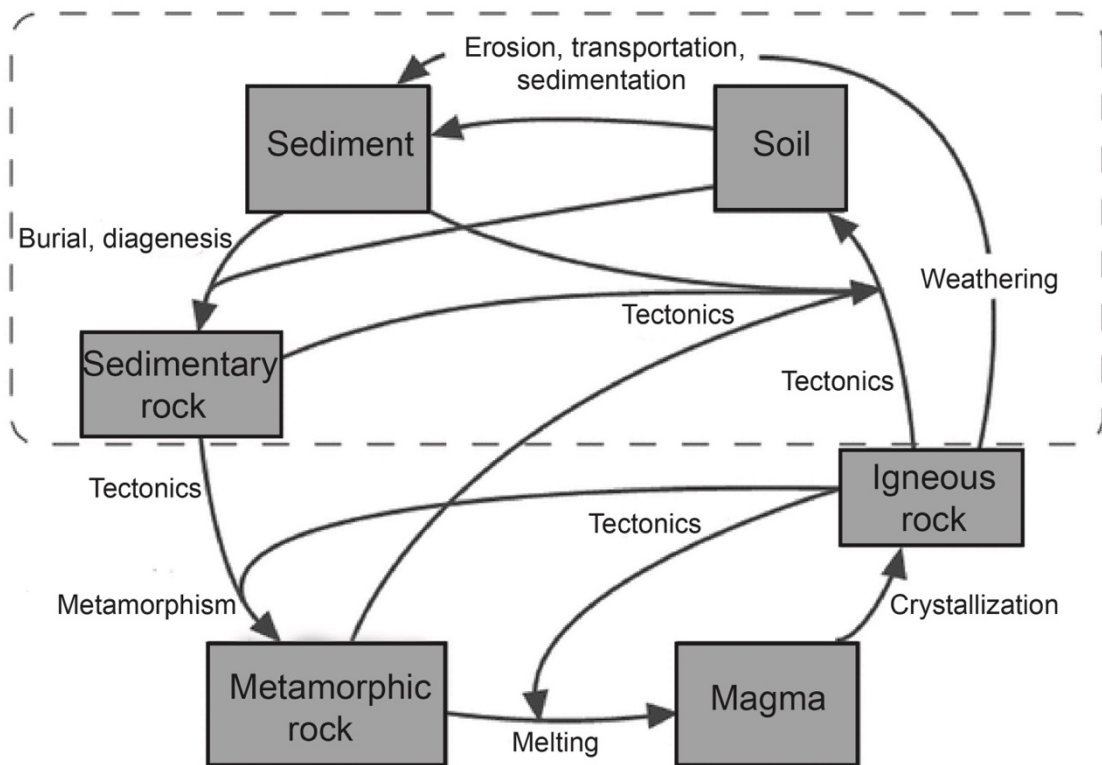 Erosion, transportation,
sedimentation
Sediment
Soil
Burial, diagenesis
Weathering
Tectonics
Sedimentary
rock
Tectonics
Tectonics
Igneous
rock
Tectonics
Metamorphism
Crystallization
Metamorphic
rock
Magma
Melting